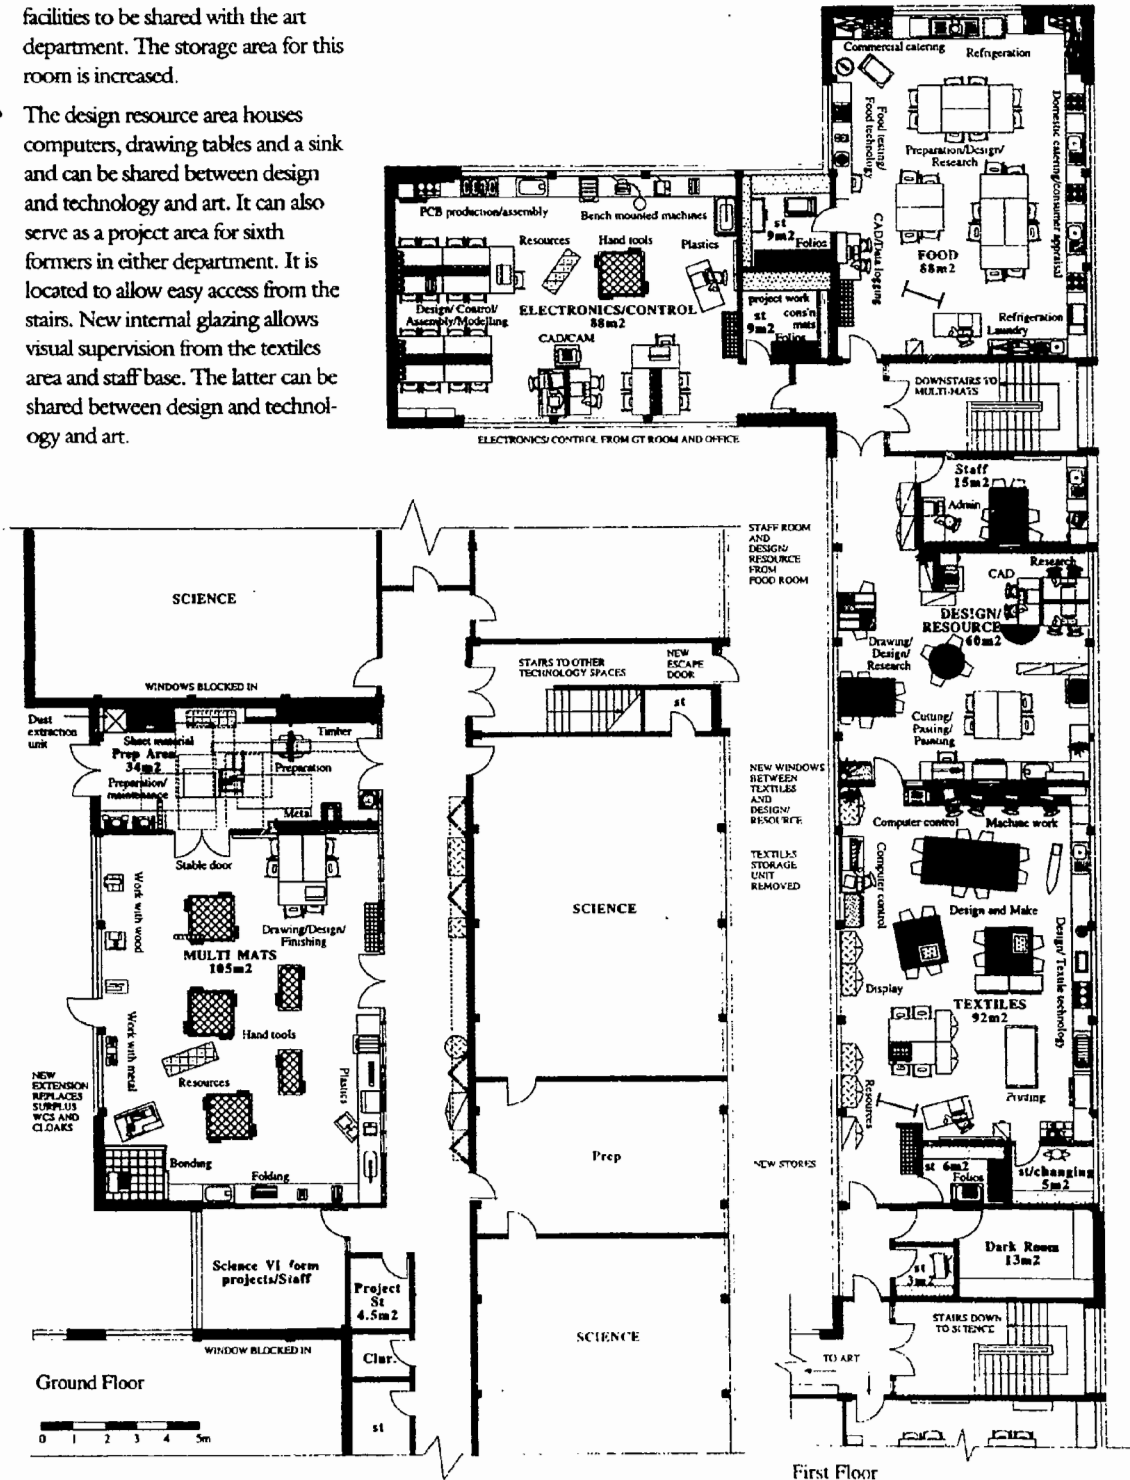 facilities to be shared with the art
department. The storage area for this
room is increased.
• The design resource area houses
computers, drawing tables and a sink
and can be shared between design
and technology and art. It can also
serve as a project area for sixth
formers in either department. It is
located to allow easy access from the
stairs. New internal glazing allows
visual supervision from the textiles
area and staff base. The latter can be
shared between design and technol-
ogy and art.
Commercial catering
Refrigeration
Food testing/
Food technology
Domestic catering/consumer appraisal
Preparation/Design/
Research
CAD/Data logging
FOOD
88m2
Refrigeration
Laundry
PCB production/assembly
Bench mounted machines
Resources
Hand tools
Plastics
st
9m2
Folios
Design/ Control/
Assembly/Modelling
ELECTRONICS/CONTROL
88m2
CAD/CAM
project work
st
9m2
cons'n
mats
Folios
DOWNSTAIRS TO
MULTI-MATS
ELECTRONICS/ CONTROL FROM GT ROOM AND OFFICE
Staff
15m2
Admin
STAFF ROOM
AND
DESIGN/
RESOURCE
FROM
FOOD ROOM
Research
CAD
DESIGN/
RESOURCE
60m2
Drawing/
Design/
Research
Cutting/
Pasting/
Painting
SCIENCE
WINDOWS BLOCKED IN
STAIRS TO OTHER
TECHNOLOGY SPACES
NEW
ESCAPE
DOOR
st
Dust
extraction
unit
Sheet material
Timber
Prep Area
34m2
Preparation
Preparation/
maintenance
Metal
Stable door
NEW WINDOWS
BETWEEN
TEXTILES
AND
DESIGN/
RESOURCE
TEXTILES
STORAGE
UNIT
REMOVED
Computer control
Machine work
Computer control
Design and Make
Design/ Textile technology
Display
TEXTILES
92m2
Resources
Printing
Work with wood
Drawing/Design/
Finishing
MULTI MATS
105m2
Hand tools
Work with metal
Resources
Plastics
NEW
EXTENSION
REPLACES
SURPLUS
WCS AND
CLOAKS
Bonding
Folding
SCIENCE
Prep
NEW STORES
st 6m2
Folios
st/changing
5m2
Dark Room
13m2
st
3m2
Science VI form
projects/Staff
Project
St
4.5m2
STAIRS DOWN
TO SCIENCE
SCIENCE
TO ART
WINDOW BLOCKED IN
st
Ground Floor
0 1 2 3 4 5m
First Floor